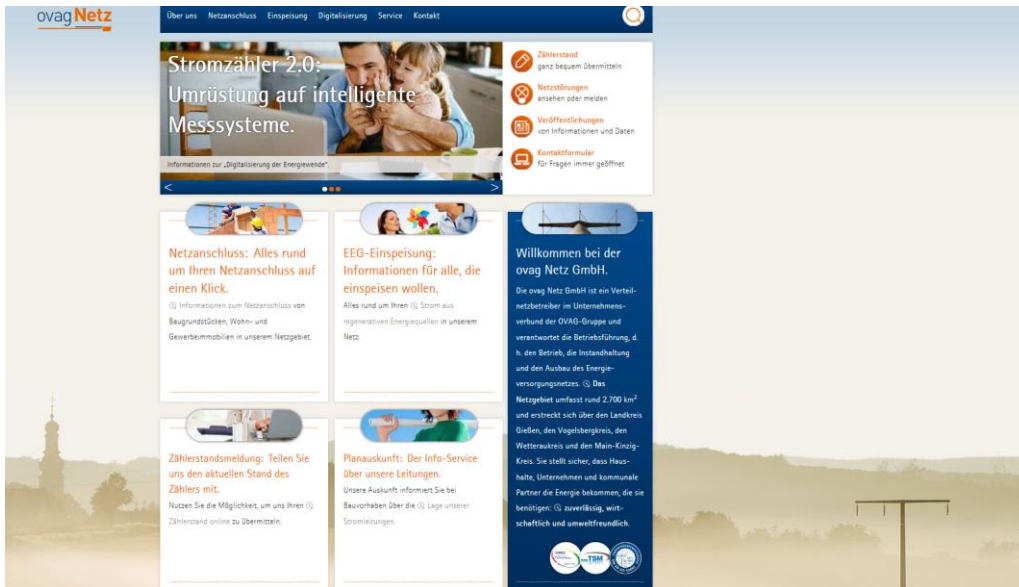 ovag Netz
Über uns Netzanschluss Einspeisung Digitalisierung Service Kontakt
Stromzähler 2.0:
Umrüstung auf intelligente
Messsysteme.
Informationen zur „Digitalisierung der Energiewende“.
< >
Zählerstand
ganz bequem übermitteln
Netzstörungen
ansehen oder melden
Veröffentlichungen
von Informationen und Daten
Kontaktformular
für Fragen immer geöffnet
Netzanschluss: Alles rund
um Ihren Netzanschluss auf
einen Klick.
Informationen zum Netzanschluss von
Baugrundstücken, Wohn- und
Gewerbeimmobilien in unserem Netzgebiet.
EEG-Einspeisung:
Informationen für alle, die
einspeisen wollen.
Alles rund um Ihren Strom aus
regenerativen Energiequellen in unserem
Netz.
Willkommen bei der
ovag Netz GmbH.
Die ovag Netz GmbH ist ein Verteil-
netzbetreiber im Unternehmens-
verbund der OVAG-Gruppe und
verantwortet die Betriebsführung, d.
h. den Betrieb, die Instandhaltung
und den Ausbau des Energie-
versorgungsnetzes. Das
Netzgebiet umfasst rund 2.700 km²
und erstreckt sich über den Landkreis
Gießen, den Vogelsbergkreis, den
Wetteraukreis und den Main-Kinzig-
Kreis. Sie stellt sicher, dass Haus-
halte, Unternehmen und kommunale
Partner die Energie bekommen, die sie
benötigen: zuverlässig, wirt-
schaftlich und umweltfreundlich.
TSM
Zählerstandsmeldung: Teilen Sie
uns den aktuellen Stand des
Zählers mit.
Nutzen Sie die Möglichkeit, um uns Ihren
Zählerstand online zu übermitteln.
Planauskunft: Der Info-Service
über unsere Leitungen.
Unsere Auskunft informiert Sie bei
Bauvorhaben über die Lage unserer
Stromleitungen.